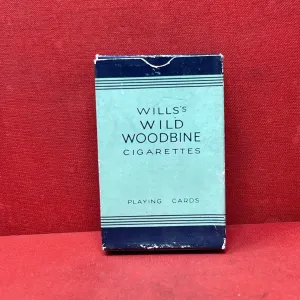 WILLS'S
WILD
WOODBINE
CIGARETTES
PLAYING CARDS